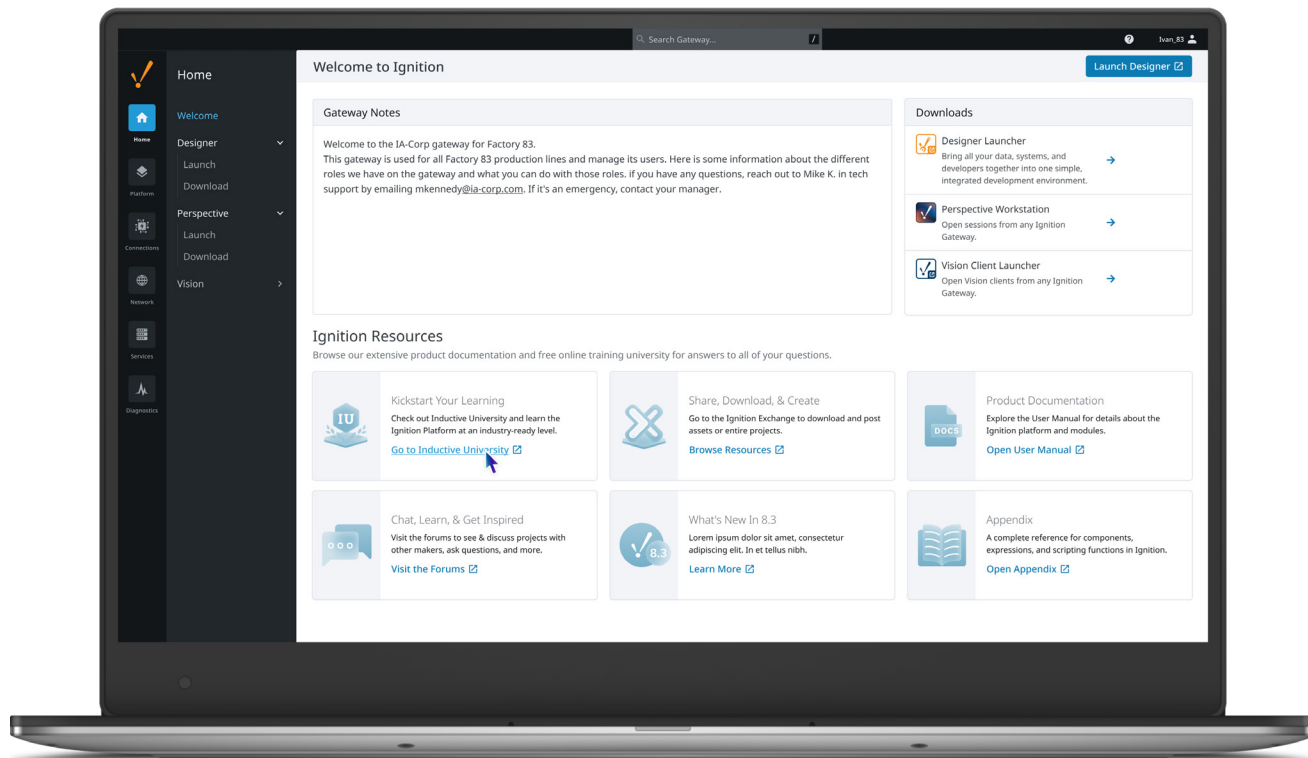 Search Gateway...
/
?
Ivan_83
Home
Welcome to Ignition
Launch Designer
Home
Platform
Connections
Network
Services
Diagnostics
Welcome
Designer
Launch
Download
Perspective
Launch
Download
Vision
Gateway Notes
Welcome to the IA-Corp gateway for Factory 83.
This gateway is used for all Factory 83 production lines and manage its users. Here is some information about the different
roles we have on the gateway and what you can do with those roles. if you have any questions, reach out to Mike K. in tech
support by emailing mkennedy@ia-corp.com. If it's an emergency, contact your manager.
Downloads
Designer Launcher
Bring all your data, systems, and
developers together into one simple,
integrated development environment.
Perspective Workstation
Open sessions from any Ignition
Gateway.
Vision Client Launcher
Open Vision clients from any Ignition
Gateway.
Ignition Resources
Browse our extensive product documentation and free online training university for answers to all of your questions.
IU
Kickstart Your Learning
Check out Inductive University and learn the
Ignition Platform at an industry-ready level.
Go to Inductive University
Share, Download, & Create
Go to the Ignition Exchange to download and post
assets or entire projects.
Browse Resources
DOCS
Product Documentation
Explore the User Manual for details about the
Ignition platform and modules.
Open User Manual
Chat, Learn, & Get Inspired
Visit the forums to see & discuss projects with
other makers, ask questions, and more.
Visit the Forums
8.3
What's New In 8.3
Lorem ipsum dolor sit amet, consectetur
adipiscing elit. In et tellus nibh.
Learn More
Appendix
A complete reference for components,
expressions, and scripting functions in Ignition.
Open Appendix